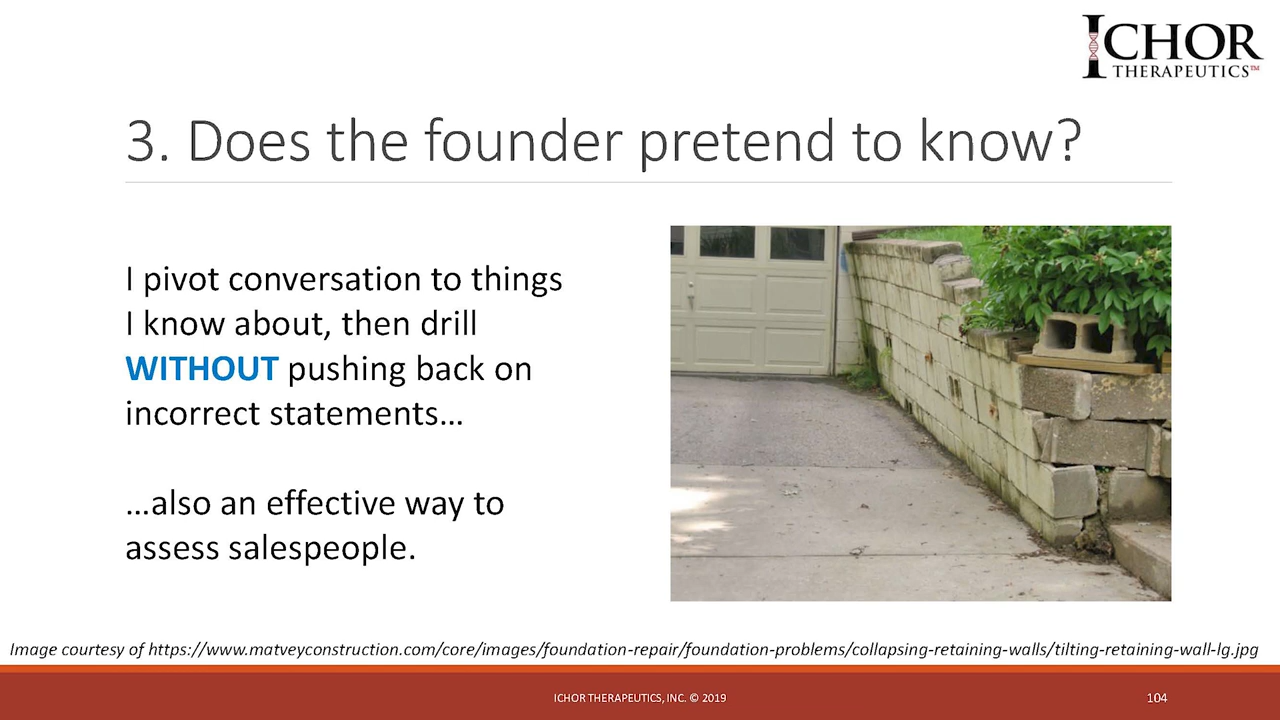 ICHOR
THERAPEUTICS™
3. Does the founder pretend to know?
I pivot conversation to things
I know about, then drill
WITHOUT pushing back on
incorrect statements…
…also an effective way to
assess salespeople.
Image courtesy of https://www.matveyconstruction.com/core/images/foundation-repair/foundation-problems/collapsing-retaining-walls/tilting-retaining-wall-lg.jpg
ICHOR THERAPEUTICS, INC. © 2019
104